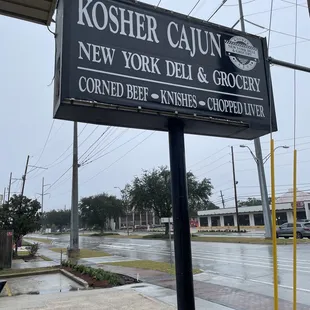 KOSHER CAJUN
NEW YORK DELI & GROCERY
CORNED BEEF • KNISHES • CHOPPED LIVER